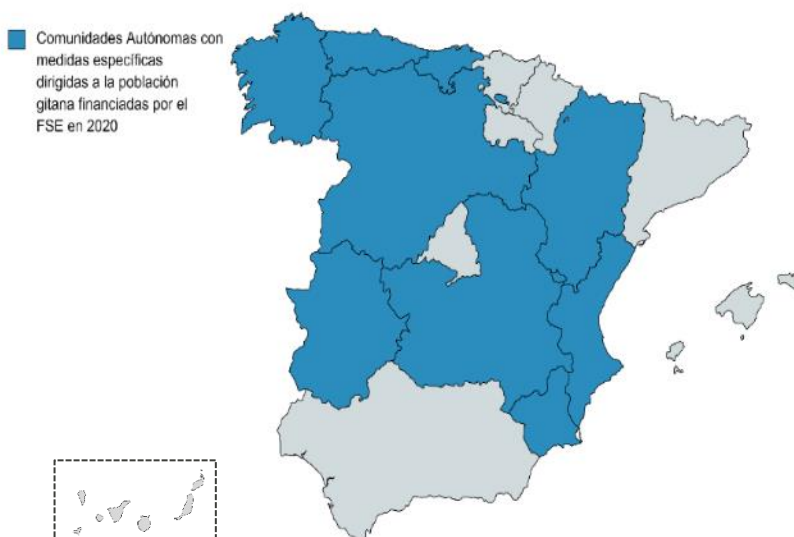 Comunidades Autónomas con
medidas específicas
dirigidas a la población
gitana financiadas por el
FSE en 2020